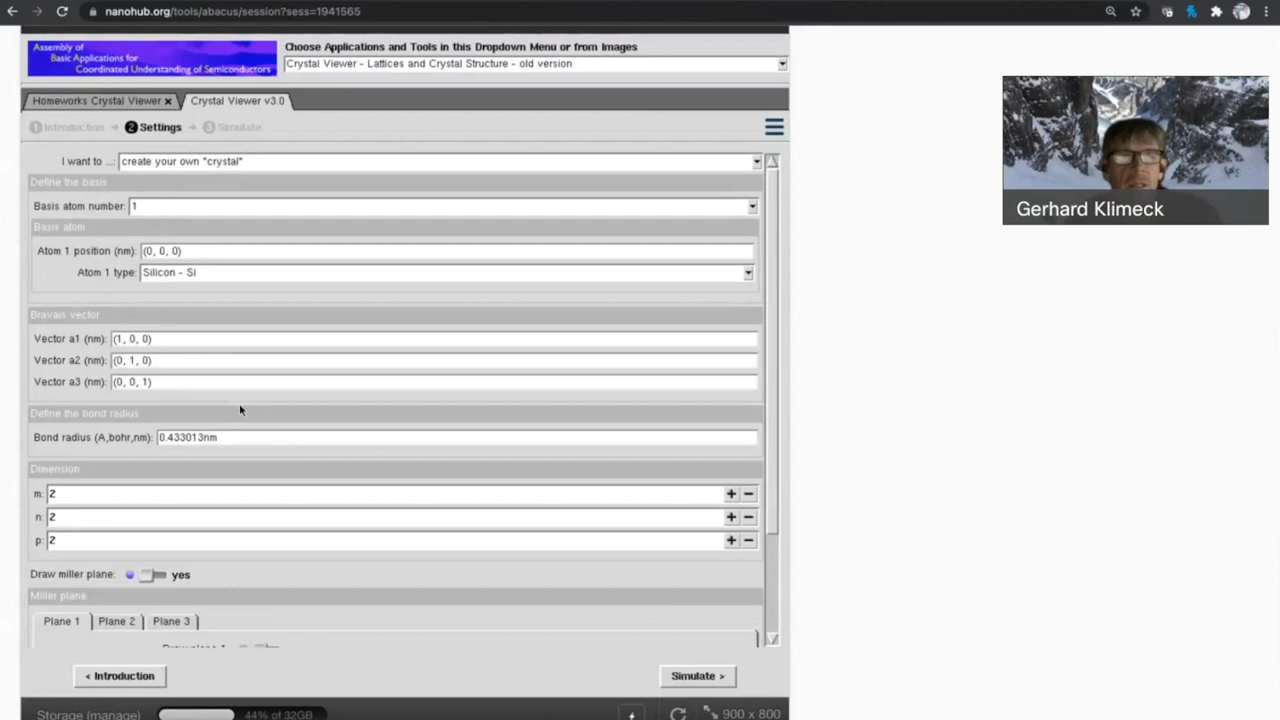 nanohub.org/tools/abacus/session?sess=1941565
Assembly of
Basic Applications for
Coordinated Understanding of Semiconductors
Choose Applications and Tools in this Dropdown Menu or from Images
Crystal Viewer - Lattices and Crystal Structure - old version
Homeworks Crystal Viewer × Crystal Viewer v3.0
1 Introduction → 2 Settings → 3 Simulate
I want to ...: create your own "crystal"
Define the basis
Basis atom number: 1
Basis atom
Atom 1 position (nm): (0, 0, 0)
Atom 1 type: Silicon - Si
Bravais vector
Vector a1 (nm): (1, 0, 0)
Vector a2 (nm): (0, 1, 0)
Vector a3 (nm): (0, 0, 1)
Define the bond radius
Bond radius (A,bohr,nm): 0.433013nm
Dimension
m: 2
n: 2
p: 2
Draw miller plane: yes
Miller plane
Plane 1 Plane 2 Plane 3
< Introduction
Simulate >
Storage (manage) 44% of 32GB 900 x 800
Gerhard Klimeck